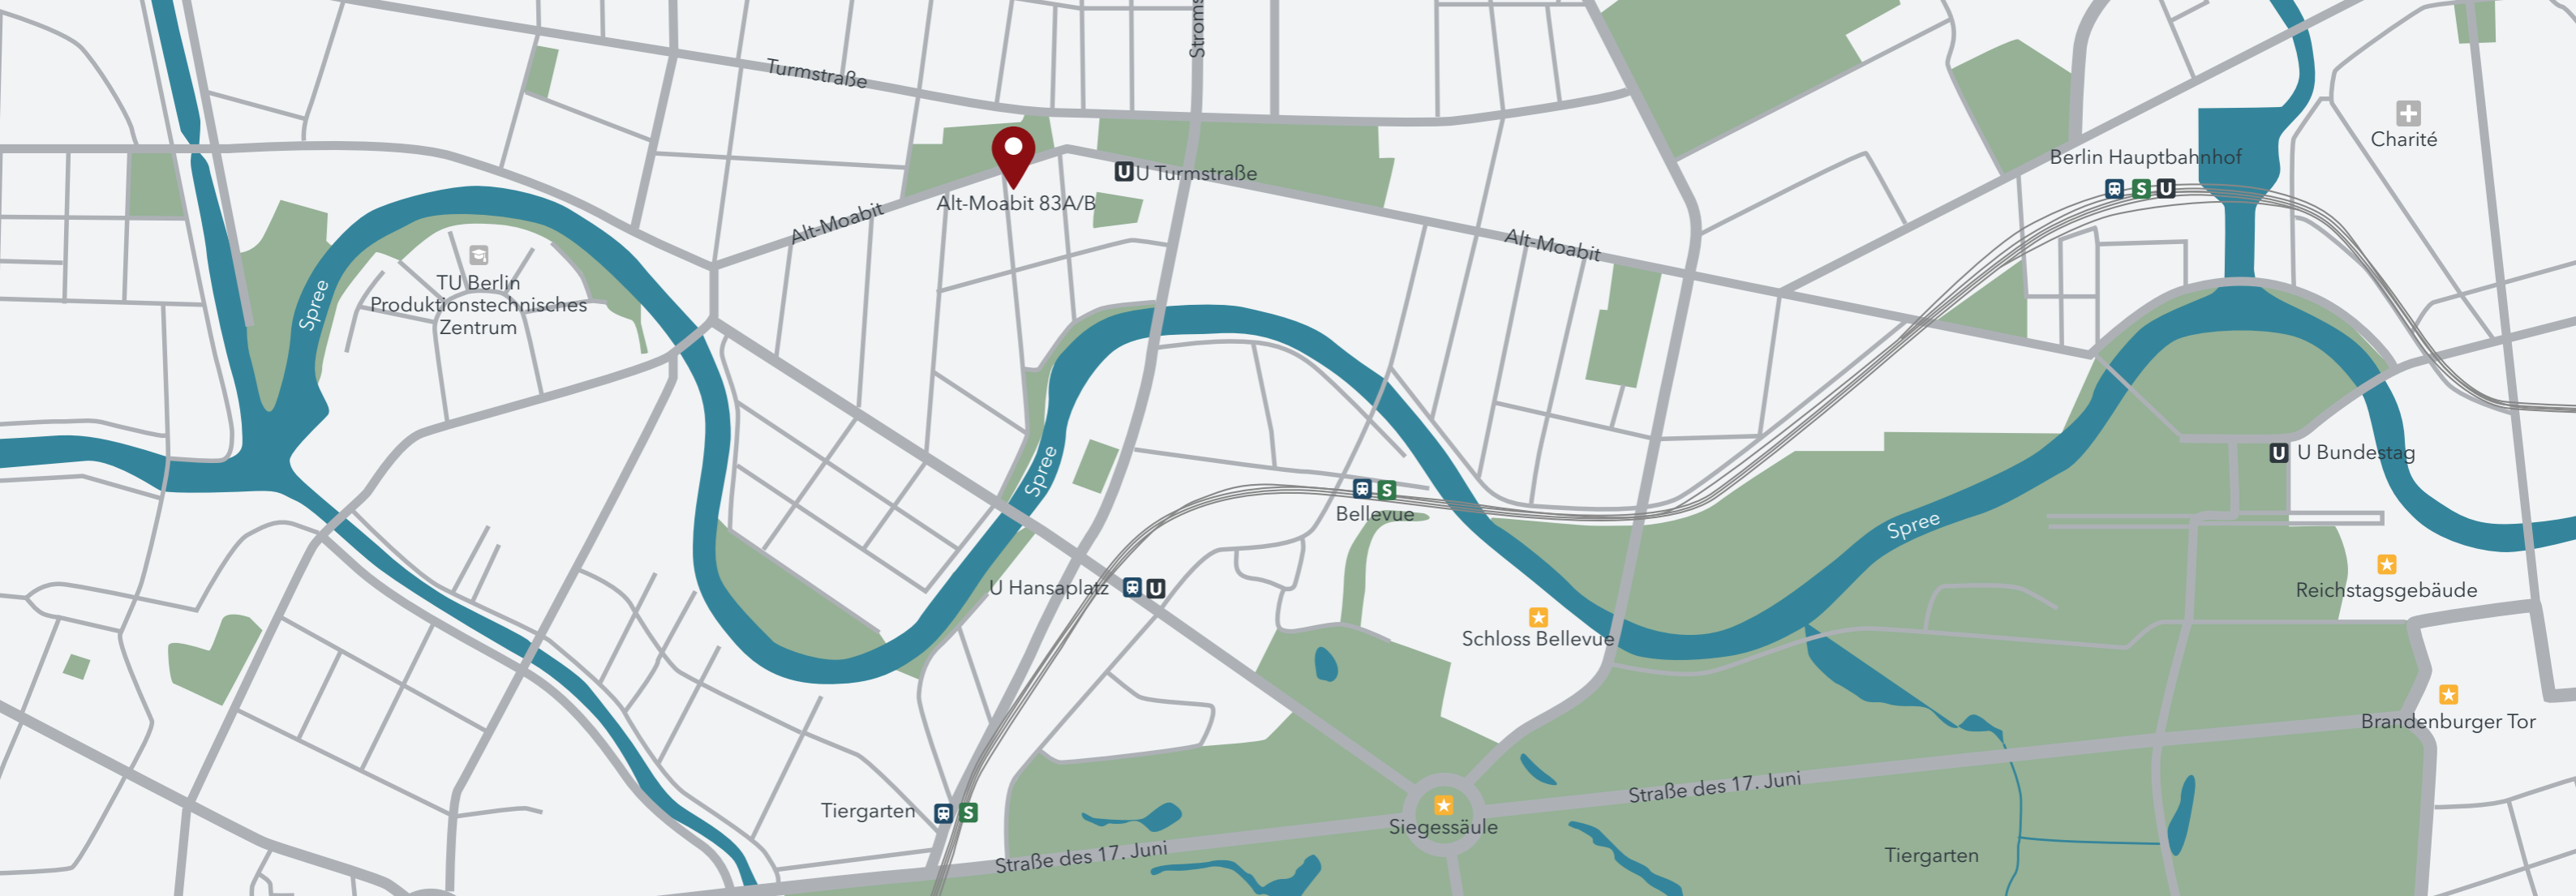 Stroms
Turmstraße
Charité
Berlin Hauptbahnhof
S U
U U Turmstraße
Alt-Moabit 83A/B
Alt-Moabit
Alt-Moabit
TU Berlin
Produktionstechnisches
Zentrum
Spree
U U Bundestag
Spree
S
Bellevue
Spree
U Hansaplatz U
Reichstagsgebäude
Schloss Bellevue
Brandenburger Tor
Straße des 17. Juni
Tiergarten S
Siegessäule
Straße des 17. Juni
Tiergarten